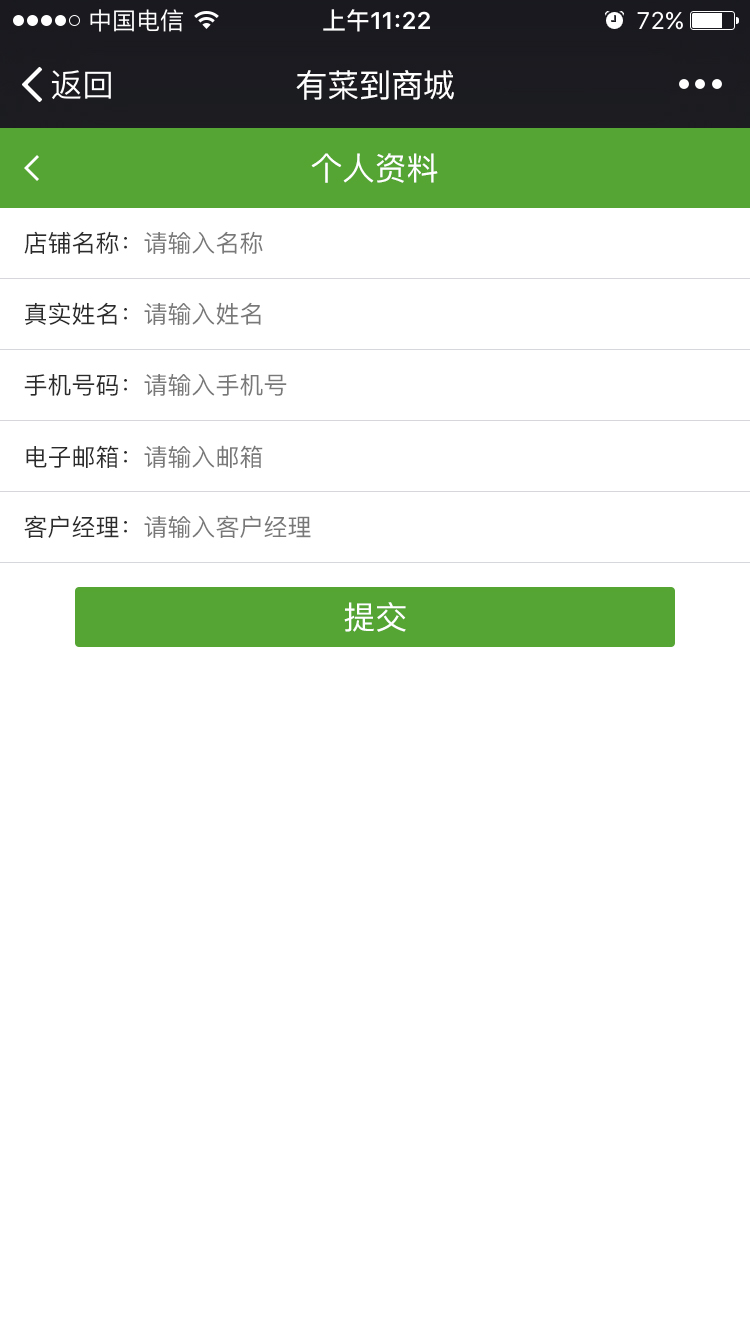 中国电信 上午11:22 72%
返回 有菜到商城
个人资料
店铺名称： 请输入名称
真实姓名： 请输入姓名
手机号码： 请输入手机号
电子邮箱： 请输入邮箱
客户经理： 请输入客户经理
提交